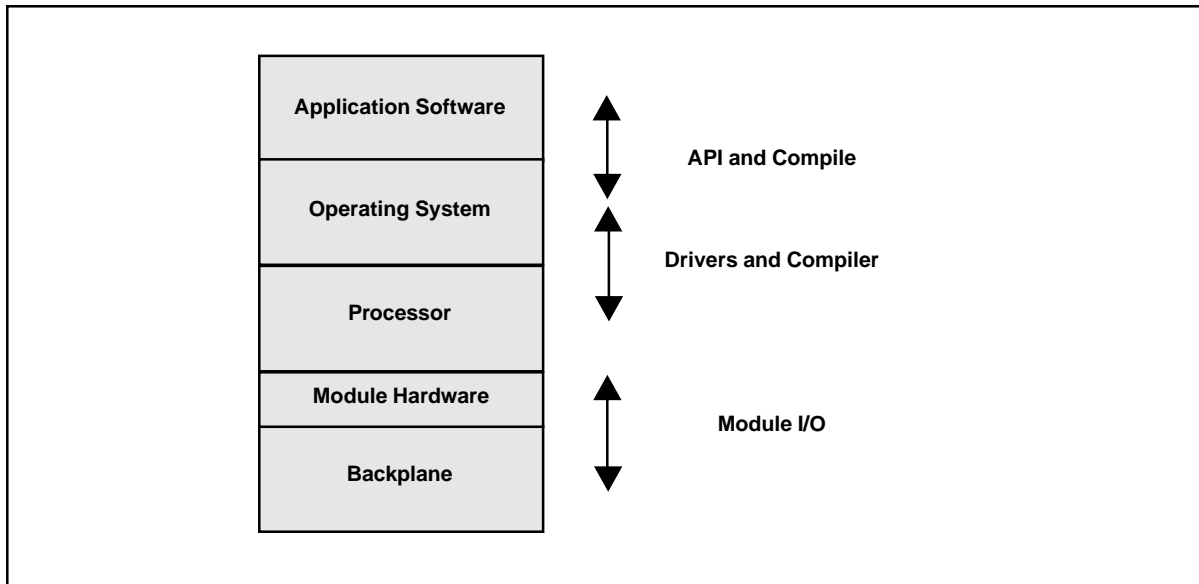 Application Software
API and Compile
Operating System
Drivers and Compiler
Processor
Module Hardware
Module I/O
Backplane